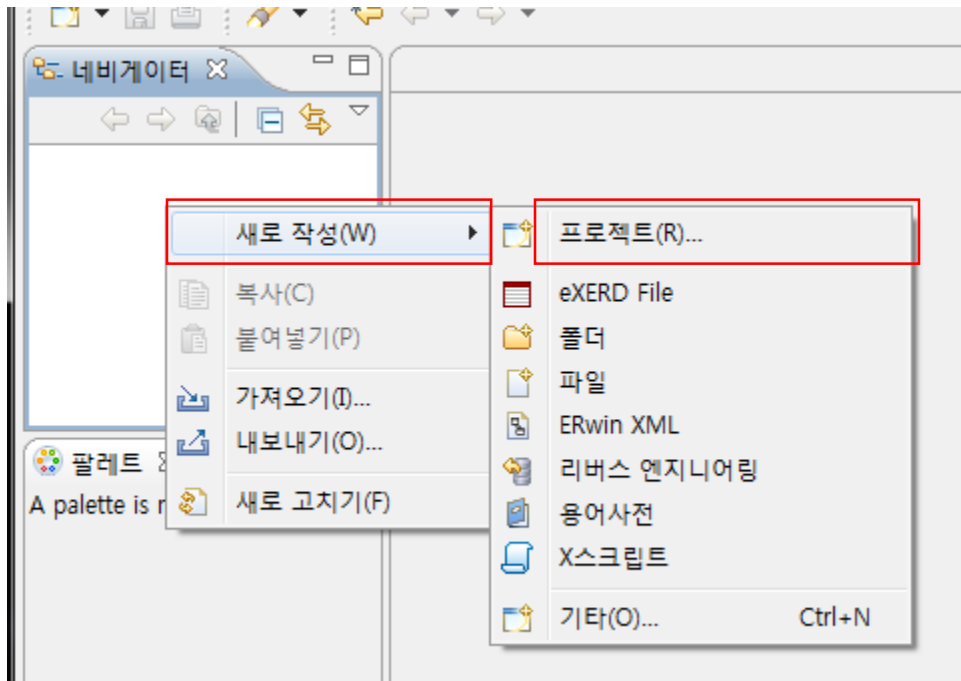 네비게이터
새로 작성(W)
복사(C)
붙여넣기(P)
가져오기(I)...
내보내기(O)...
새로 고치기(F)
프로젝트(R)...
eXERD File
폴더
파일
ERwin XML
리버스 엔지니어링
용어사전
X스크립트
기타(O)... Ctrl+N
팔레트
A palette is